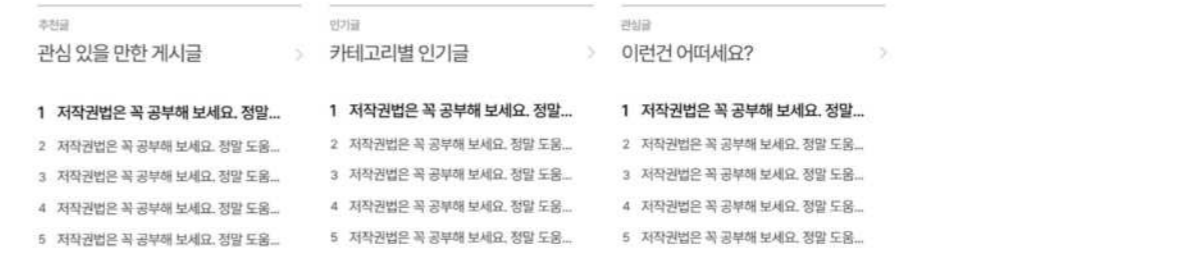 추천글
관심 있을 만한 게시글
1 저작권법은 꼭 공부해 보세요. 정말...
2 저작권법은 꼭 공부해 보세요. 정말 도움...
3 저작권법은 꼭 공부해 보세요. 정말 도움...
4 저작권법은 꼭 공부해 보세요. 정말 도움...
5 저작권법은 꼭 공부해 보세요. 정말 도움...
인기글
카테고리별 인기글
1 저작권법은 꼭 공부해 보세요. 정말...
2 저작권법은 꼭 공부해 보세요. 정말 도움...
3 저작권법은 꼭 공부해 보세요. 정말 도움...
4 저작권법은 꼭 공부해 보세요. 정말 도움...
5 저작권법은 꼭 공부해 보세요. 정말 도움...
관심글
이런건 어떠세요?
1 저작권법은 꼭 공부해 보세요. 정말...
2 저작권법은 꼭 공부해 보세요. 정말 도움...
3 저작권법은 꼭 공부해 보세요. 정말 도움...
4 저작권법은 꼭 공부해 보세요. 정말 도움...
5 저작권법은 꼭 공부해 보세요. 정말 도움...